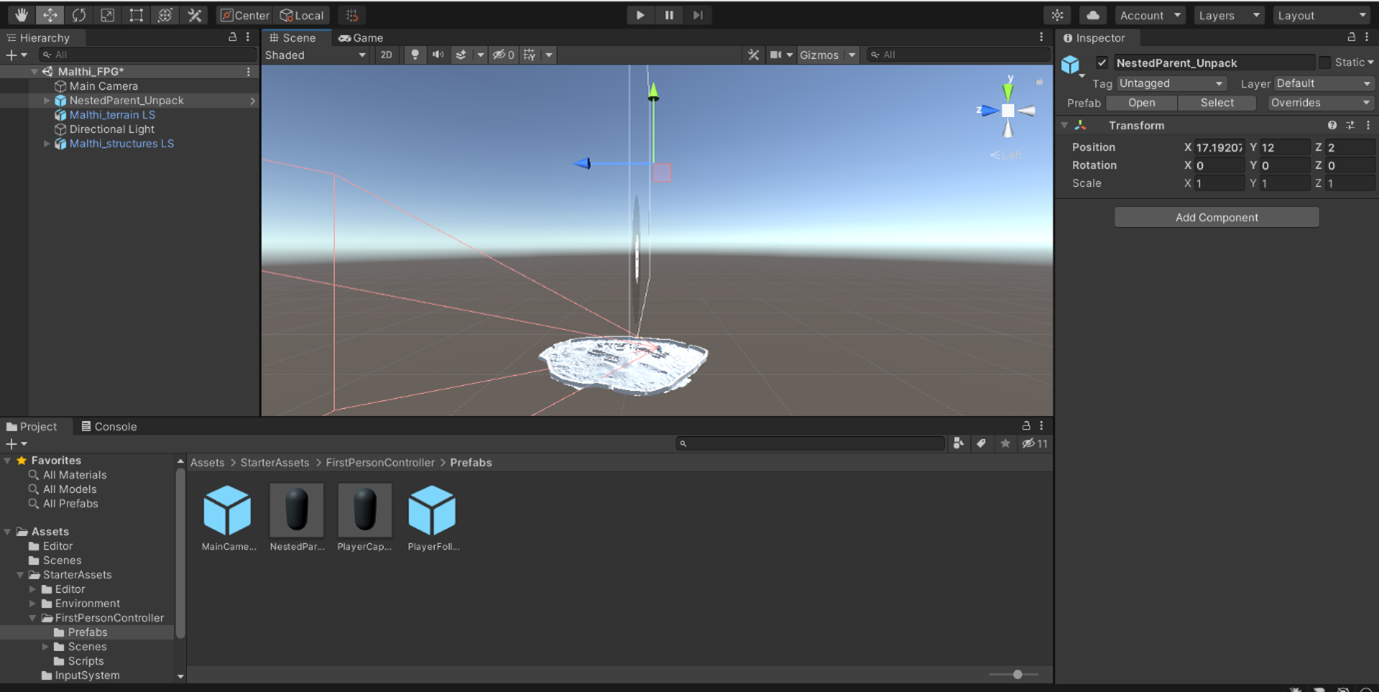 Center Local
Account Layers Layout
Hierarchy
All
Malthi_FPG*
Main Camera
NestedParent_Unpack
Malthi_terrain LS
Directional Light
Malthi_structures LS
Scene Game
Shaded 2D 0 Gizmos All
y
z
Left
Inspector
NestedParent_Unpack Static
Tag Untagged Layer Default
Prefab Open Select Overrides
Transform
Position X 17.19207 Y 12 Z 2
Rotation X 0 Y 0 Z 0
Scale X 1 Y 1 Z 1
Add Component
Project Console
11
Favorites
All Materials
All Models
All Prefabs
Assets
Editor
Scenes
StarterAssets
Editor
Environment
FirstPersonController
Prefabs
Scenes
Scripts
InputSystem
Assets > StarterAssets > FirstPersonController > Prefabs
MainCame... NestedPar... PlayerCap... PlayerFoll...